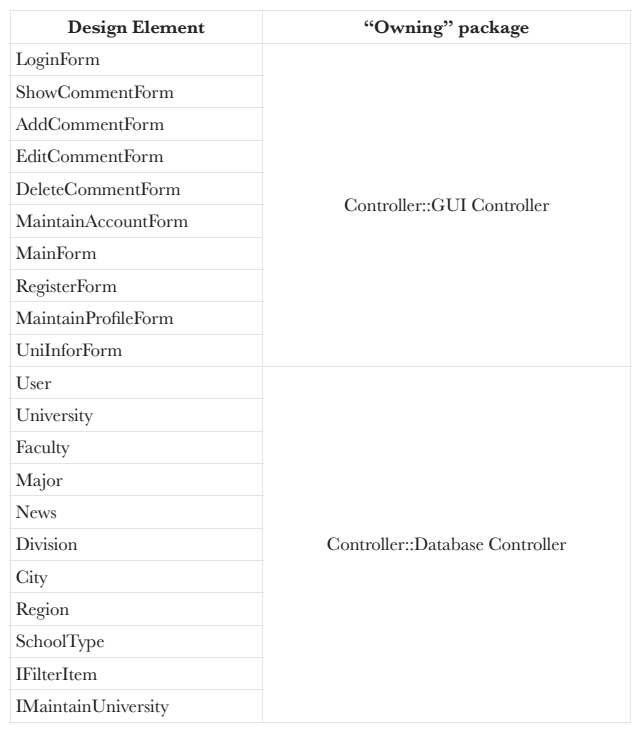 Design Element
“Owning” package
LoginForm
ShowCommentForm
AddCommentForm
EditCommentForm
DeleteCommentForm
MaintainAccountForm
MainForm
RegisterForm
MaintainProfileForm
UniInforForm
Controller::GUI Controller
User
University
Faculty
Major
News
Division
City
Region
SchoolType
IFilterItem
IMaintainUniversity
Controller::Database Controller